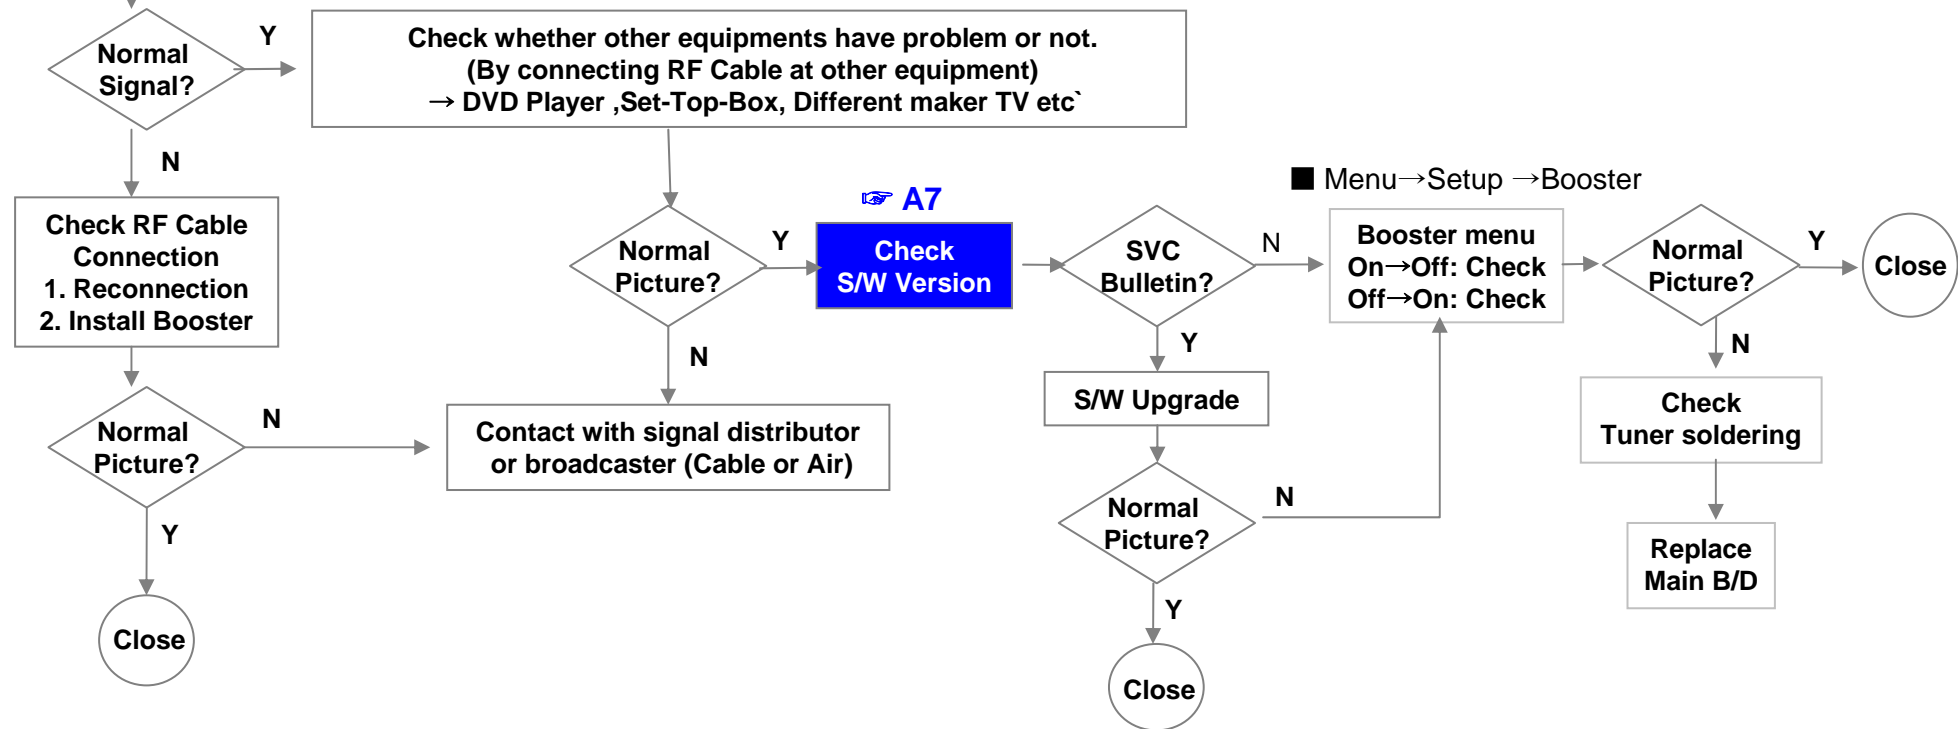 Normal
Signal?
Y
Check whether other equipments have problem or not.
(By connecting RF Cable at other equipment)
→ DVD Player ,Set-Top-Box, Different maker TV etc`
N
Check RF Cable
Connection
1. Reconnection
2. Install Booster
Normal
Picture?
N
Y
Close
Normal
Picture?
Y
N
Contact with signal distributor
or broadcaster (Cable or Air)
☞ A7
Check
S/W Version
SVC
Bulletin?
N
Y
S/W Upgrade
Normal
Picture?
N
Y
Close
■ Menu→Setup →Booster
Booster menu
On→Off: Check
Off→On: Check
Normal
Picture?
Y
Close
N
Check
Tuner soldering
Replace
Main B/D